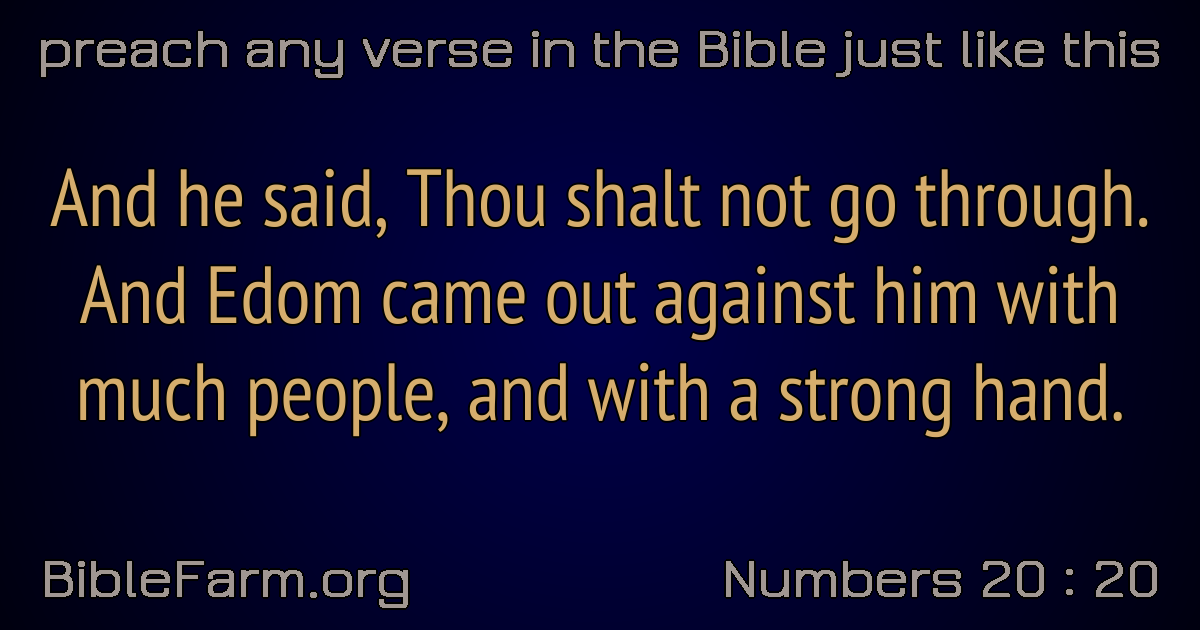 preach any verse in the Bible just like this
And he said, Thou shalt not go through.
And Edom came out against him with
much people, and with a strong hand.
BibleFarm.org
Numbers 20 : 20